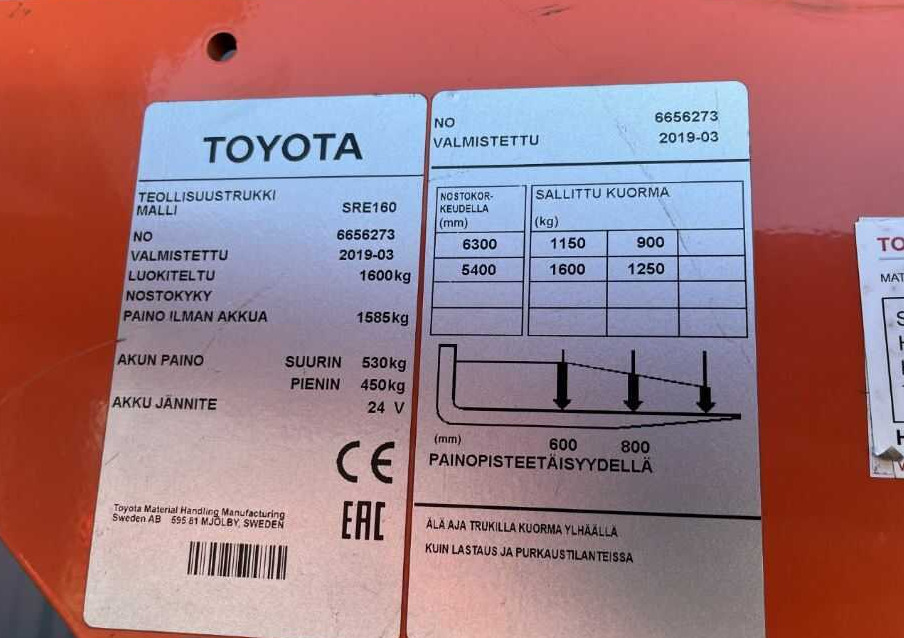 TOYOTA
TEOLLISUUSTRUKKI
MALLI SRE160
NO 6656273
VALMISTETTU 2019-03
LUOKITELTU 1600kg
NOSTOKYKY
PAINO ILMAN AKKUA 1585kg
AKUN PAINO SUURIN 530kg
PIENIN 450kg
AKKU JÄNNITE 24 V
CE
Toyota Material Handling Manufacturing
Sweden AB 595 81 MJÖLBY, SWEDEN
EAC
NO 6656273
VALMISTETTU 2019-03
NOSTOKOR-
KEUDELLA
(mm)
SALLITTU KUORMA
(kg)
6300 1150 900
5400 1600 1250
(mm) 600 800
PAINOPISTEETÄISYYDELLÄ
ÄLÄ AJA TRUKILLA KUORMA YLHÄÄLLÄ
KUIN LASTAUS JA PURKAUSTILANTEISSA
TO
MAT